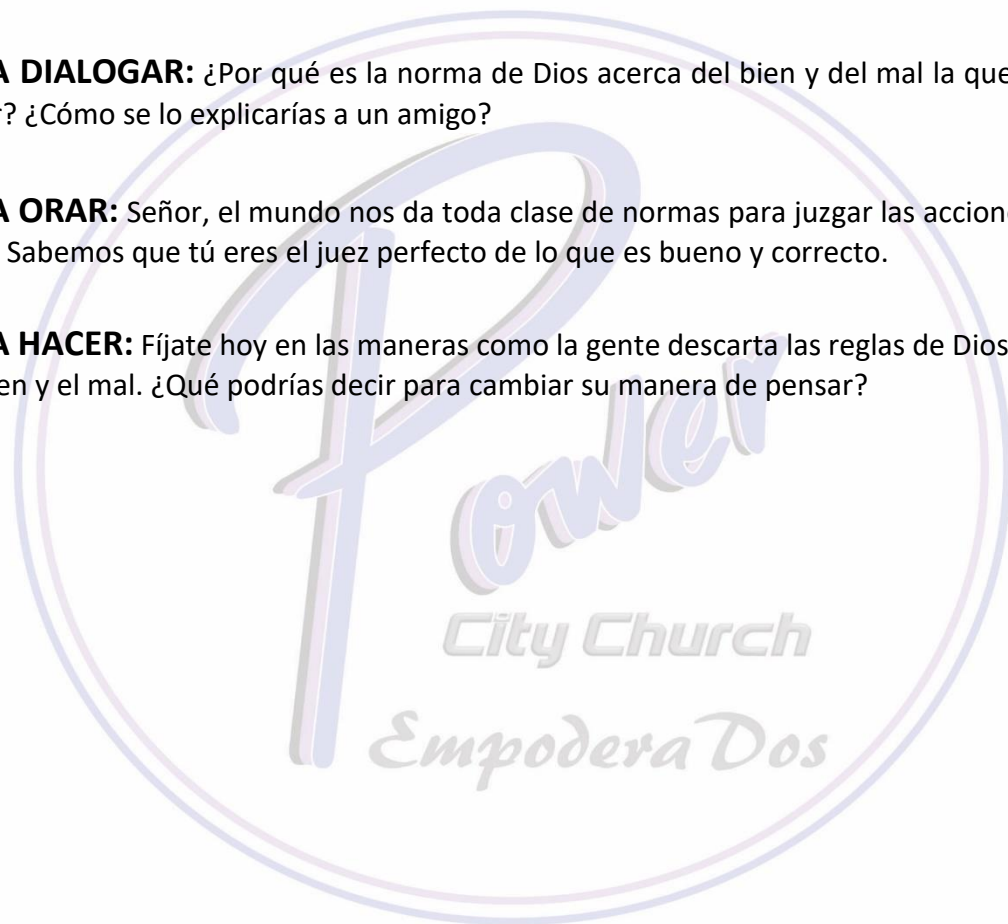 A DIALOGAR: ¿Por qué es la norma de Dios acerca del bien y del mal la que
r? ¿Cómo se lo explicarías a un amigo?
A ORAR: Señor, el mundo nos da toda clase de normas para juzgar las accion
Sabemos que tú eres el juez perfecto de lo que es bueno y correcto.
A HACER: Fíjate hoy en las maneras como la gente descarta las reglas de Dios
en y el mal. ¿Qué podrías decir para cambiar su manera de pensar?
Power
City Church
Empodera Dos